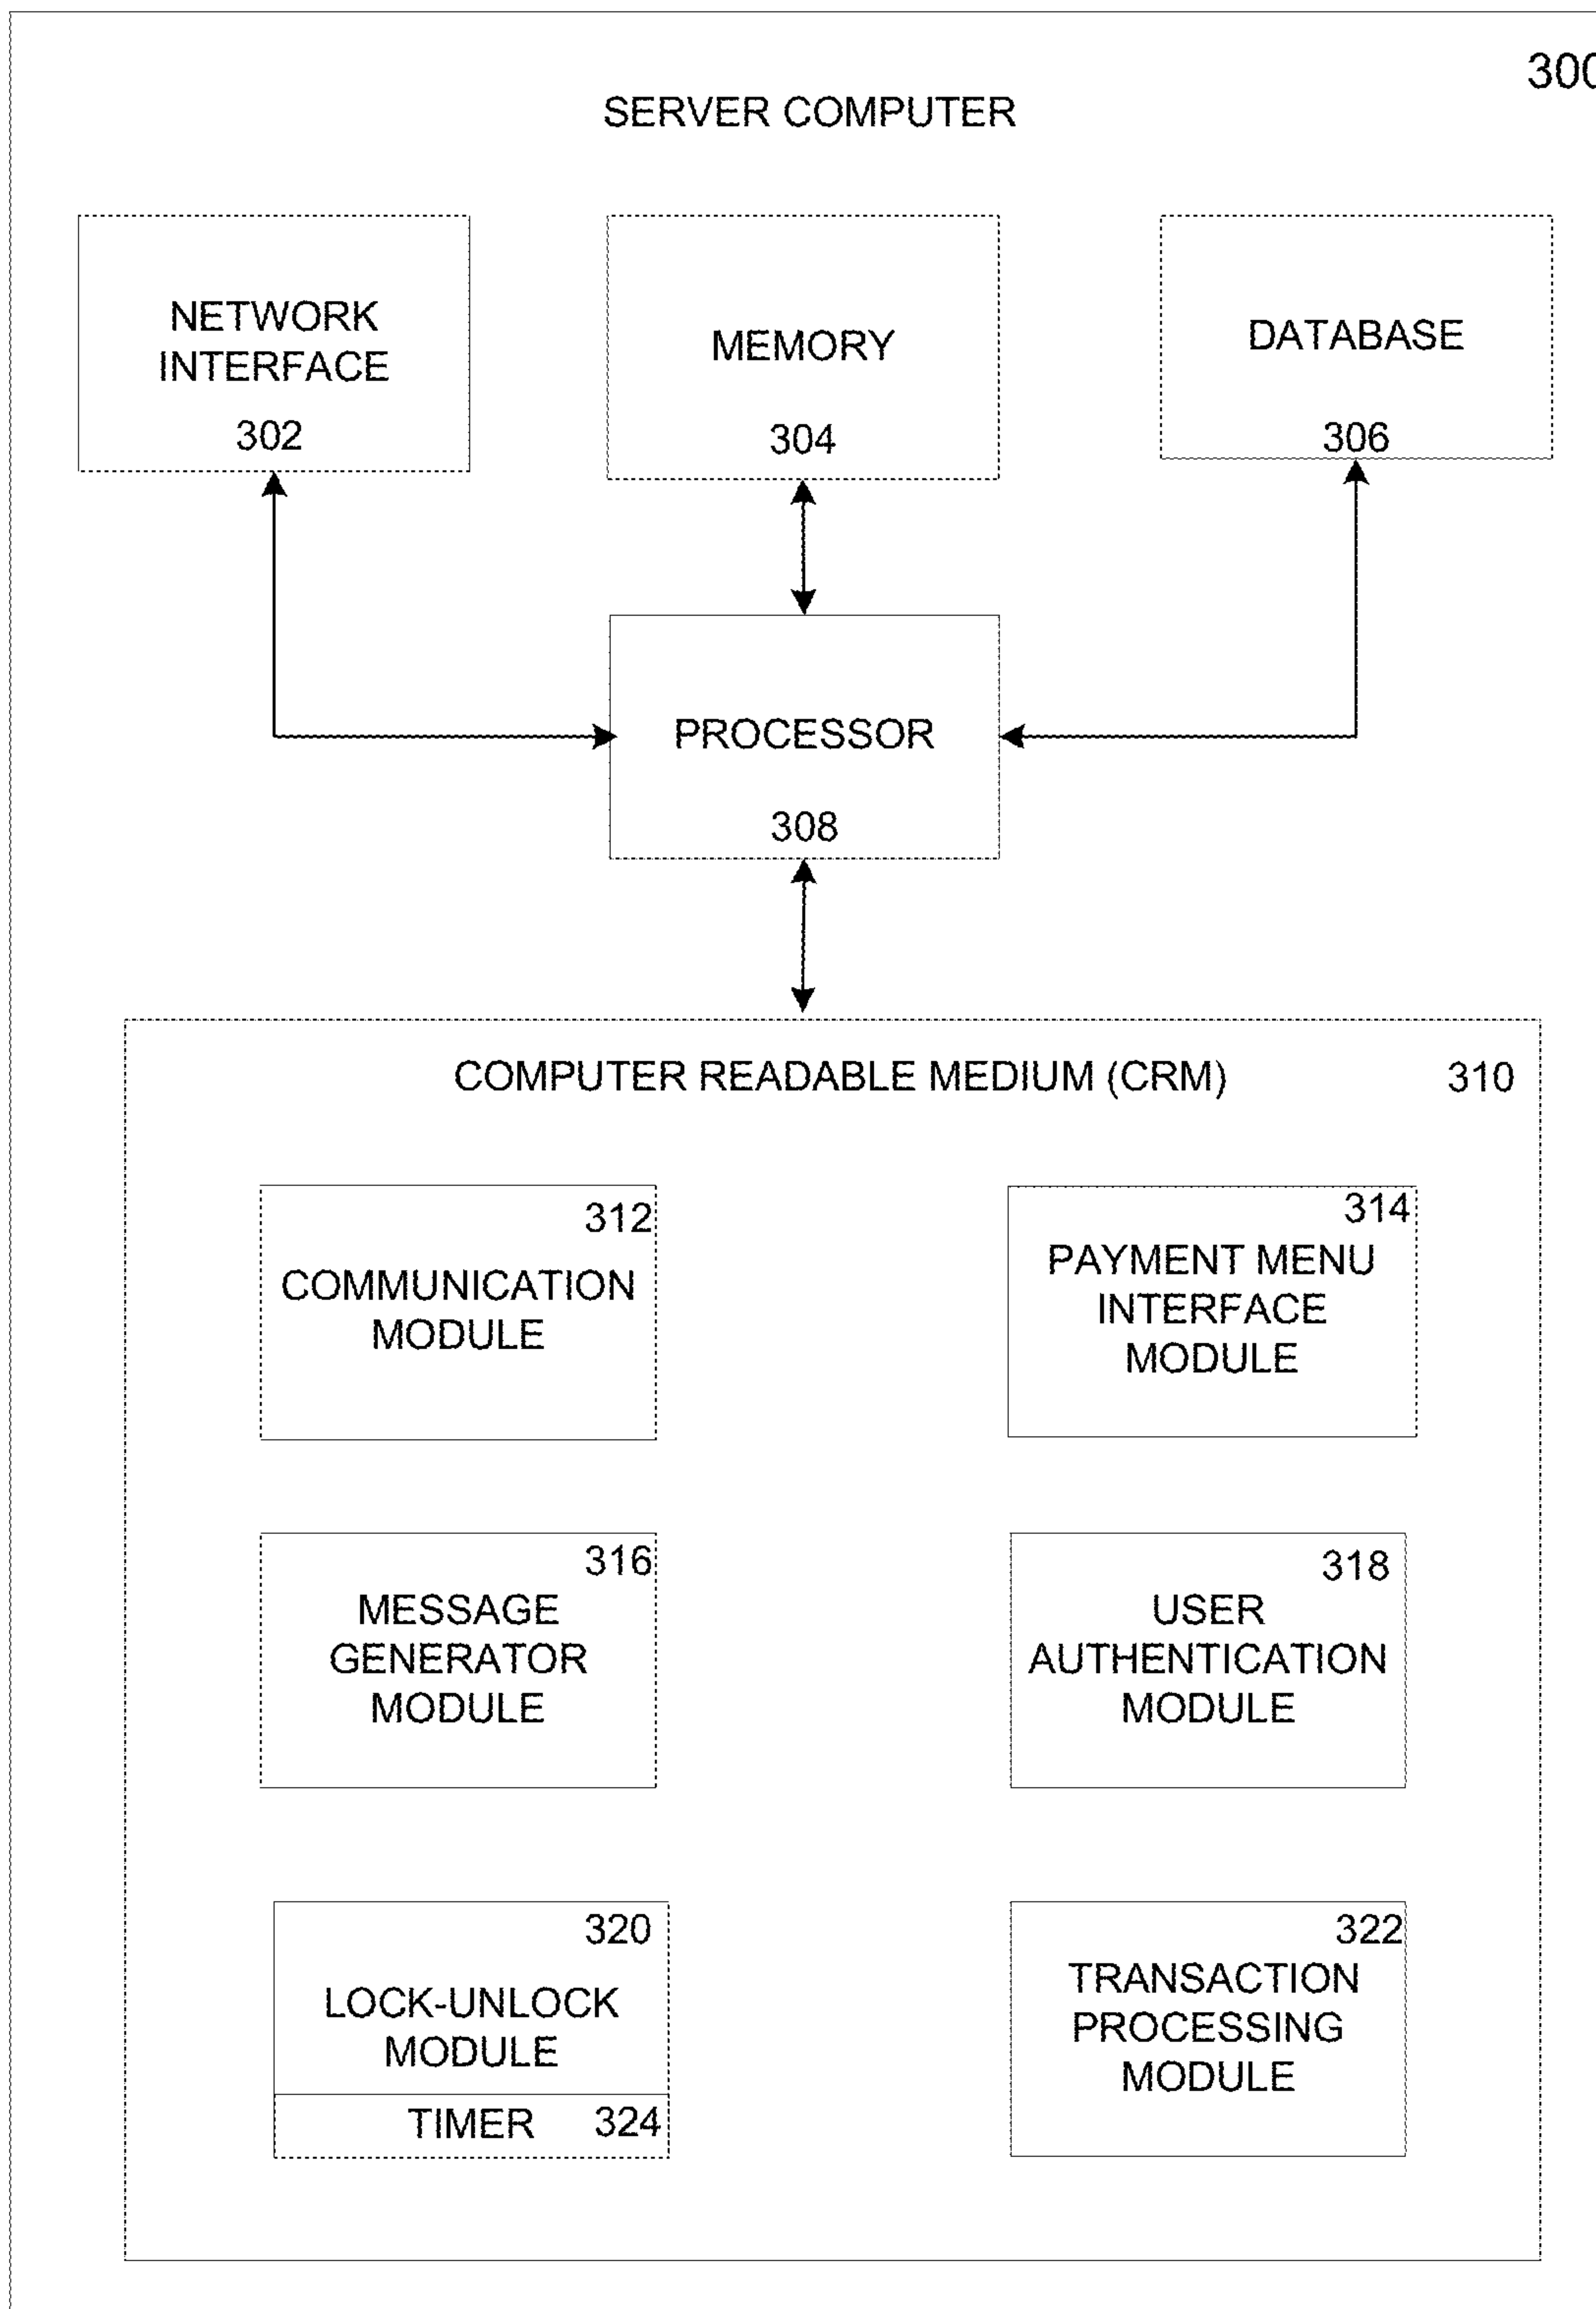 300
SERVER COMPUTER
NETWORK
INTERFACE
302
MEMORY
304
DATABASE
306
PROCESSOR
308
COMPUTER READABLE MEDIUM (CRM)
310
312
COMMUNICATION
MODULE
314
PAYMENT MENU
INTERFACE
MODULE
316
MESSAGE
GENERATOR
MODULE
318
USER
AUTHENTICATION
MODULE
320
LOCK-UNLOCK
MODULE
TIMER 324
322
TRANSACTION
PROCESSING
MODULE